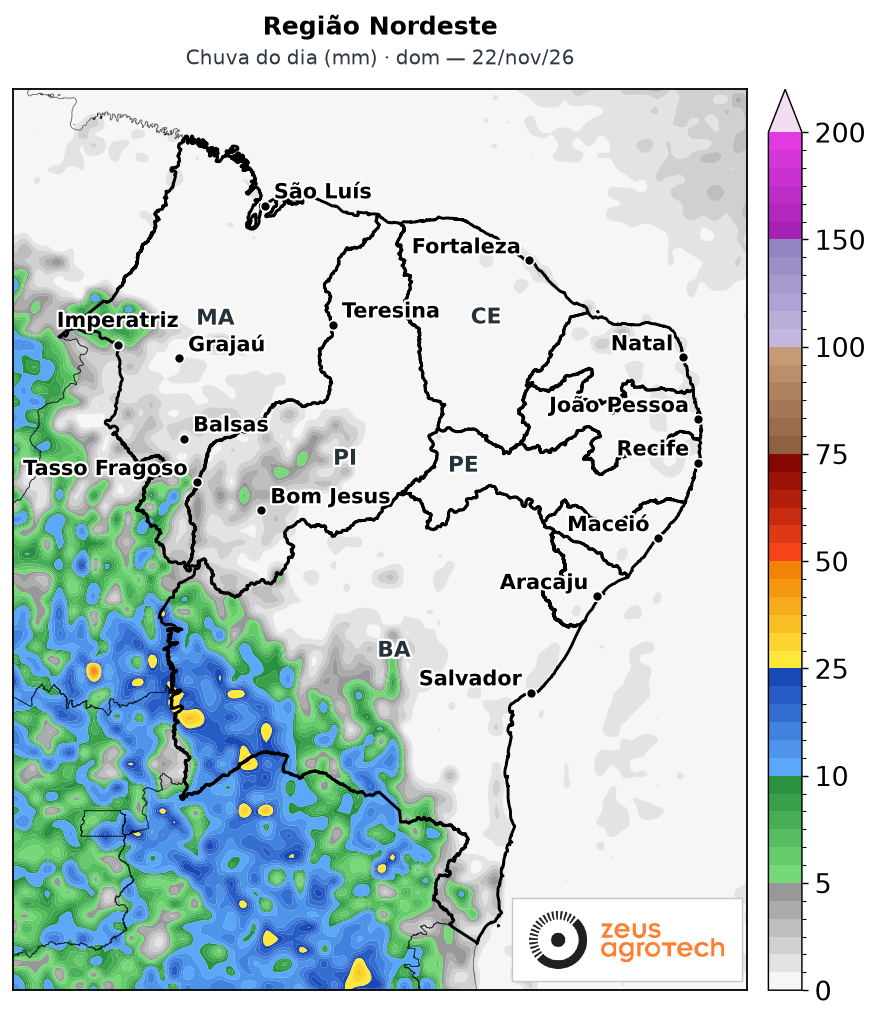 Região Nordeste
Chuva do dia (mm) · dom — 22/nov/26
200
150
100
75
50
25
10
5
0
São Luís
Fortaleza
Imperatriz
MA
Teresina
CE
Grajaú
Natal
João Pessoa
Balsas
Recife
Tasso Fragoso
PI
PE
Bom Jesus
Maceió
Aracaju
BA
Salvador
zeus
agrotech